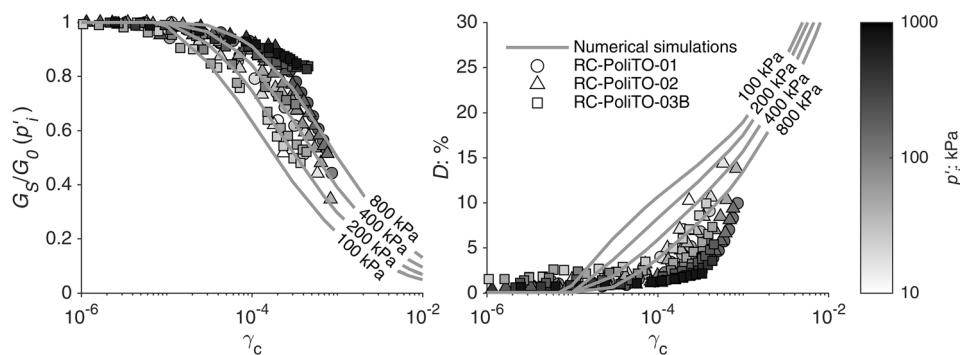 G_S/G_0 (p'_i)
1
0.8
0.6
0.4
0.2
0
10^-6
10^-4
10^-2
γ_c
800 kPa
400 kPa
200 kPa
100 kPa
D: %
30
25
20
15
10
5
0
10^-6
10^-4
10^-2
γ_c
Numerical simulations
RC-PoliTO-01
RC-PoliTO-02
RC-PoliTO-03B
100 kPa
200 kPa
400 kPa
800 kPa
1000
100
10
p'_i: kPa